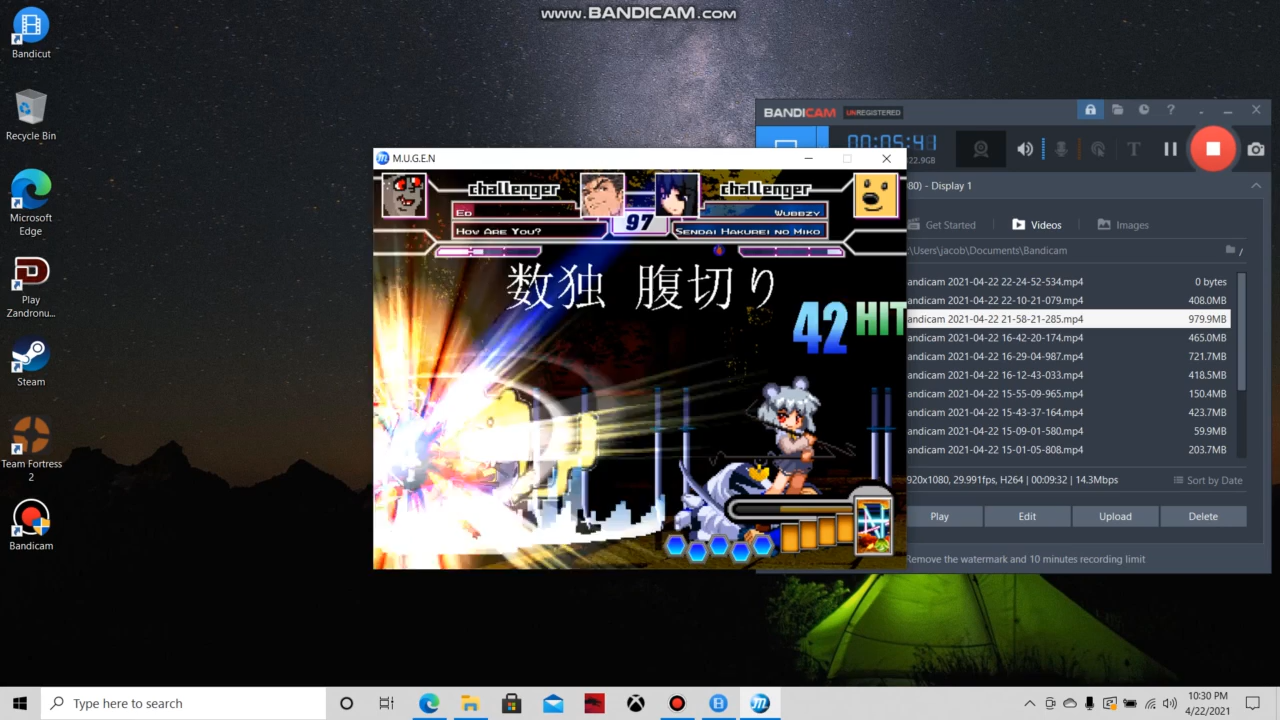 www.BANDICAM.com
Bandicut
Recycle Bin
Microsoft
Edge
Play
Zandronu...
Steam
Team Fortress
2
Bandicam
BANDICAM UNREGISTERED
00:05:41
22.9GB
80) - Display 1
Get Started
Videos
Images
\Users\jacob\Documents\Bandicam
andicam 2021-04-22 22-24-52-534.mp4 0 bytes
andicam 2021-04-22 22-10-21-079.mp4 408.0MB
andicam 2021-04-22 21-58-21-285.mp4 979.9MB
andicam 2021-04-22 16-42-20-174.mp4 465.0MB
andicam 2021-04-22 16-29-04-987.mp4 721.7MB
andicam 2021-04-22 16-12-43-033.mp4 418.5MB
andicam 2021-04-22 15-55-09-965.mp4 150.4MB
andicam 2021-04-22 15-43-37-164.mp4 423.7MB
andicam 2021-04-22 15-09-01-580.mp4 59.9MB
andicam 2021-04-22 15-01-05-808.mp4 203.7MB
920x1080, 29.991fps, H264 | 00:09:32 | 14.3Mbps
Sort by Date
Play
Edit
Upload
Delete
Remove the watermark and 10 minutes recording limit
M.U.G.E.N
challenger
challenger
Ed
Wubbzy
97
How Are You?
Sendai Hakurei no Miko
数独 腹切り
42 HIT
Type here to search
10:30 PM
4/22/2021